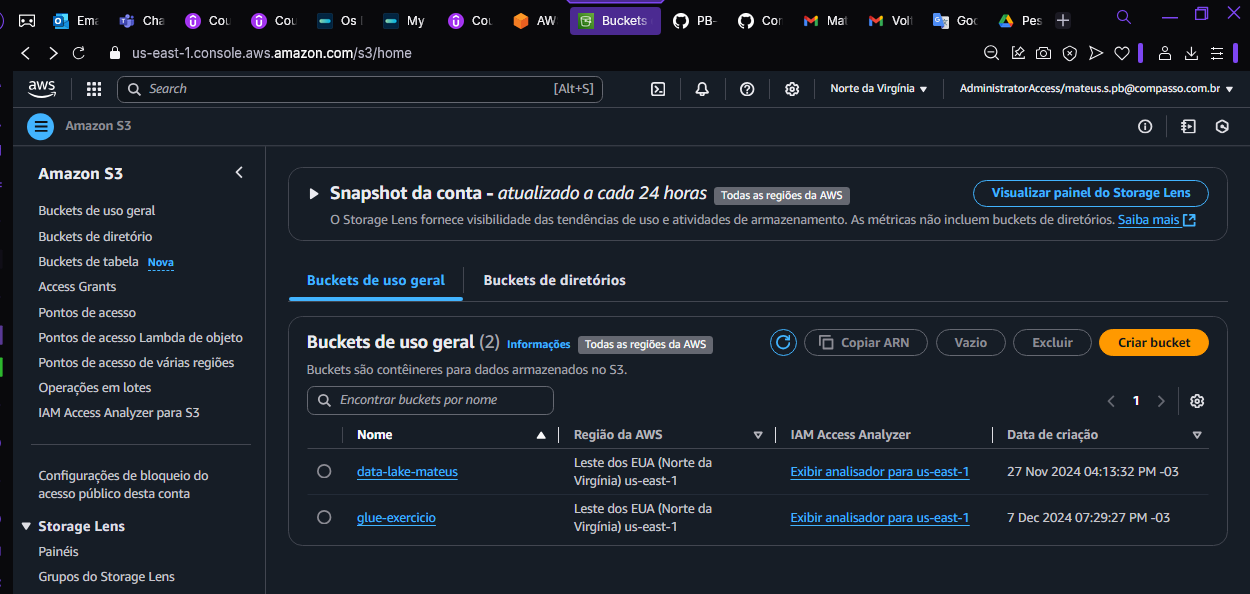 Ema
Cha
Cou
Cou
Os
My
Cou
AW
Buckets
PB-
Cor
Mat
Vol
Goc
Pes
us-east-1.console.aws.amazon.com/s3/home
aws
Search
[Alt+S]
Norte da Virgínia
AdministratorAccess/mateus.s.pb@compasso.com.br
Amazon S3
Amazon S3
Buckets de uso geral
Buckets de diretório
Buckets de tabela Nova
Access Grants
Pontos de acesso
Pontos de acesso Lambda de objeto
Pontos de acesso de várias regiões
Operações em lotes
IAM Access Analyzer para S3
Configurações de bloqueio do
acesso público desta conta
Storage Lens
Painéis
Grupos do Storage Lens
Snapshot da conta - atualizado a cada 24 horas Todas as regiões da AWS
Visualizar painel do Storage Lens
O Storage Lens fornece visibilidade das tendências de uso e atividades de armazenamento. As métricas não incluem buckets de diretórios. Saiba mais
Buckets de uso geral
Buckets de diretórios
Buckets de uso geral (2) Informações Todas as regiões da AWS
Copiar ARN
Vazio
Excluir
Criar bucket
Buckets são contêineres para dados armazenados no S3.
Encontrar buckets por nome
1
Nome
Região da AWS
IAM Access Analyzer
Data de criação
data-lake-mateus
Leste dos EUA (Norte da
Virgínia) us-east-1
Exibir analisador para us-east-1
27 Nov 2024 04:13:32 PM -03
glue-exercicio
Leste dos EUA (Norte da
Virgínia) us-east-1
Exibir analisador para us-east-1
7 Dec 2024 07:29:27 PM -03